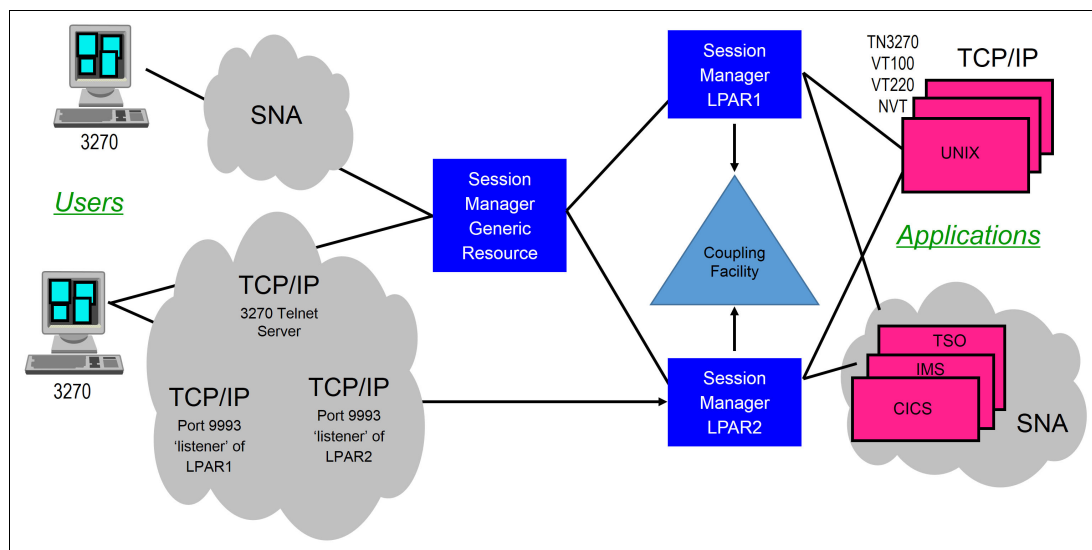 3270
Users
3270
SNA
TCP/IP
3270 Telnet
Server
TCP/IP
Port 9993
‘listener’ of
LPAR1
TCP/IP
Port 9993
‘listener’ of
LPAR2
Session
Manager
Generic
Resource
Session
Manager
LPAR1
Coupling
Facility
Session
Manager
LPAR2
TN3270
VT100
VT220
NVT
TCP/IP
UNIX
Applications
TSO
IMS
CICS
SNA